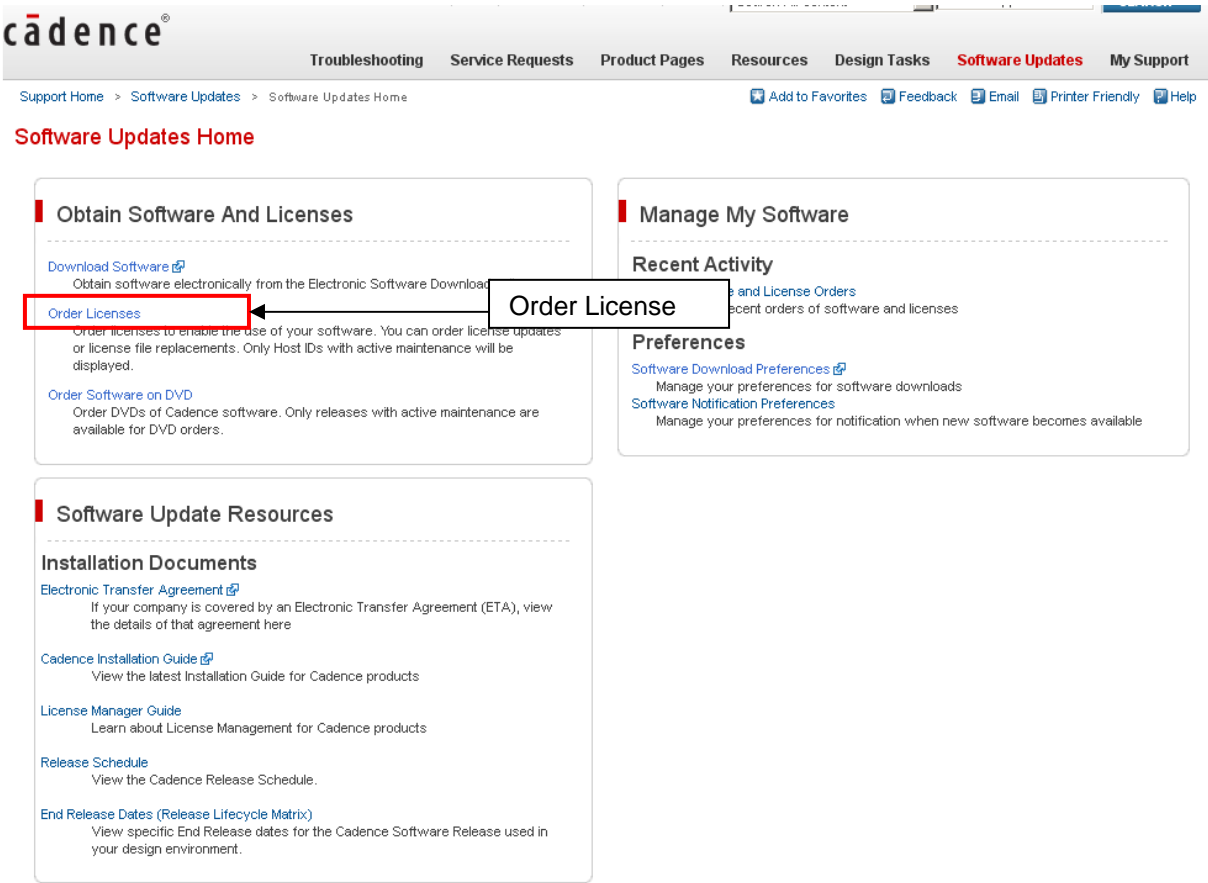 cādence®
Troubleshooting Service Requests Product Pages Resources Design Tasks Software Updates My Support
Support Home > Software Updates > Software Updates Home
Add to Favorites Feedback Email Printer Friendly Help
Software Updates Home
Obtain Software And Licenses
Download Software
Obtain software electronically from the Electronic Software Download
Order Licenses
Order License
Order licenses to enable the use of your software. You can order license updates
or license file replacements. Only Host IDs with active maintenance will be
displayed.
Order Software on DVD
Order DVDs of Cadence software. Only releases with active maintenance are
available for DVD orders.
Manage My Software
Recent Activity
and License Orders
recent orders of software and licenses
Preferences
Software Download Preferences
Manage your preferences for software downloads
Software Notification Preferences
Manage your preferences for notification when new software becomes available
Software Update Resources
Installation Documents
Electronic Transfer Agreement
If your company is covered by an Electronic Transfer Agreement (ETA), view
the details of that agreement here
Cadence Installation Guide
View the latest Installation Guide for Cadence products
License Manager Guide
Learn about License Management for Cadence products
Release Schedule
View the Cadence Release Schedule.
End Release Dates (Release Lifecycle Matrix)
View specific End Release dates for the Cadence Software Release used in
your design environment.